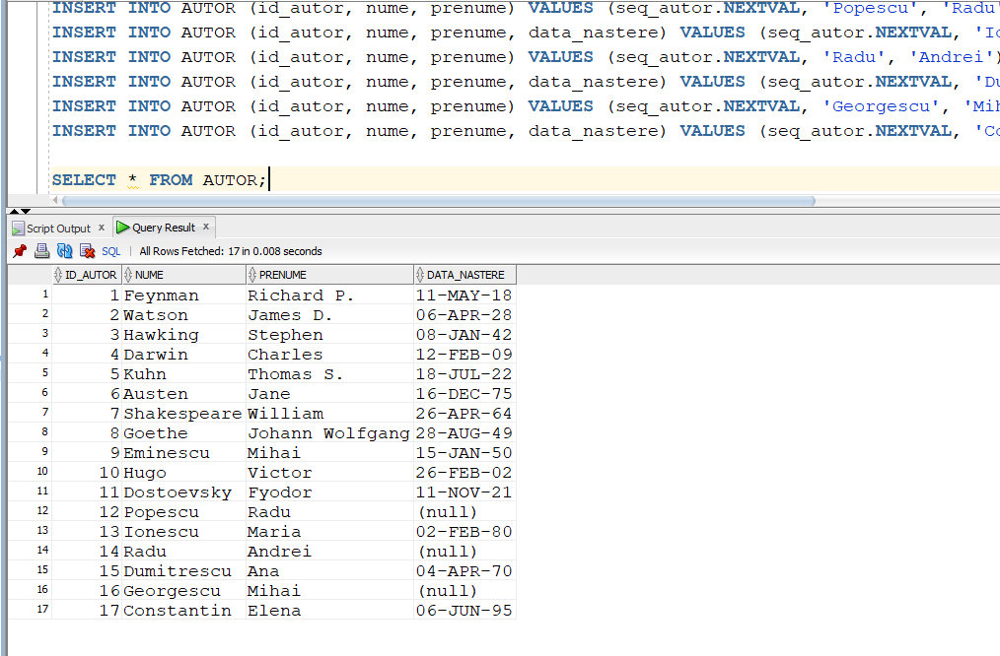 INSERT INTO AUTOR (id_autor, nume, prenume) VALUES (seq_autor.NEXTVAL, 'Popescu', 'Radu'
INSERT INTO AUTOR (id_autor, nume, prenume, data_nastere) VALUES (seq_autor.NEXTVAL, 'Io
INSERT INTO AUTOR (id_autor, nume, prenume) VALUES (seq_autor.NEXTVAL, 'Radu', 'Andrei')
INSERT INTO AUTOR (id_autor, nume, prenume, data_nastere) VALUES (seq_autor.NEXTVAL, 'Du
INSERT INTO AUTOR (id_autor, nume, prenume) VALUES (seq_autor.NEXTVAL, 'Georgescu', 'Mih
INSERT INTO AUTOR (id_autor, nume, prenume, data_nastere) VALUES (seq_autor.NEXTVAL, 'Co
SELECT * FROM AUTOR;
Script Output x Query Result x
SQL | All Rows Fetched: 17 in 0.008 seconds
ID_AUTOR NUME PRENUME DATA_NASTERE
1 1 Feynman Richard P. 11-MAY-18
2 2 Watson James D. 06-APR-28
3 3 Hawking Stephen 08-JAN-42
4 4 Darwin Charles 12-FEB-09
5 5 Kuhn Thomas S. 18-JUL-22
6 6 Austen Jane 16-DEC-75
7 7 Shakespeare William 26-APR-64
8 8 Goethe Johann Wolfgang 28-AUG-49
9 9 Eminescu Mihai 15-JAN-50
10 10 Hugo Victor 26-FEB-02
11 11 Dostoevsky Fyodor 11-NOV-21
12 12 Popescu Radu (null)
13 13 Ionescu Maria 02-FEB-80
14 14 Radu Andrei (null)
15 15 Dumitrescu Ana 04-APR-70
16 16 Georgescu Mihai (null)
17 17 Constantin Elena 06-JUN-95